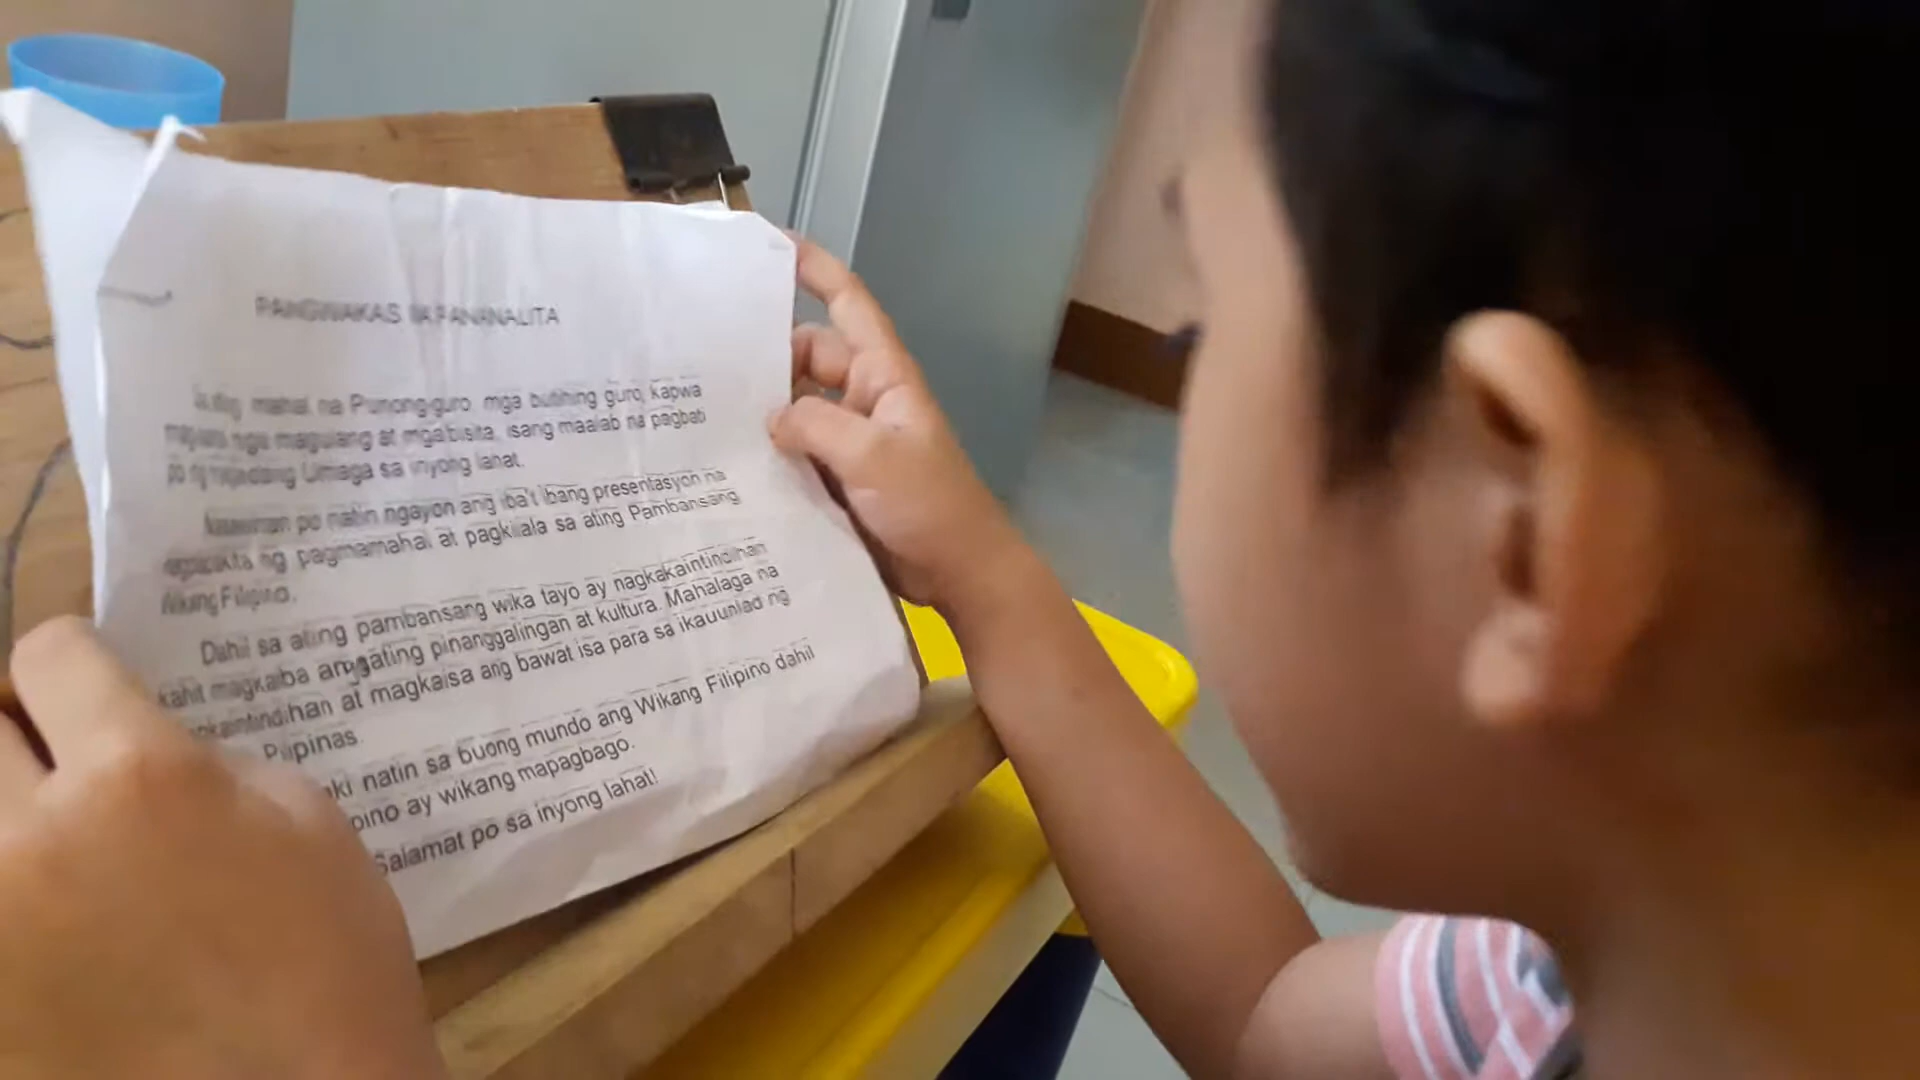 PANGWAKAS NA PANANALITA
mahal na Punong-guro mga butihing guro, kapwa
mga magulang at mga bisita, isang maalab na pagbati
po ng magandang Umaga sa inyong lahat.
po natin ngayon ang iba't ibang presentasyon na
ng pagmamahal at pagkilala sa ating Pambansang
Wikang Filipino.
Dahil sa ating pambansang wika tayo ay nagkakaintindihan
kahit magkaiba ang ating pinanggalingan at kultura. Mahalaga na
at magkaisa ang bawat isa para sa ikauunlad ng
Pilipinas.
natin sa buong mundo ang Wikang Filipino dahil
ay wikang mapagbago.
Salamat po sa inyong lahat!